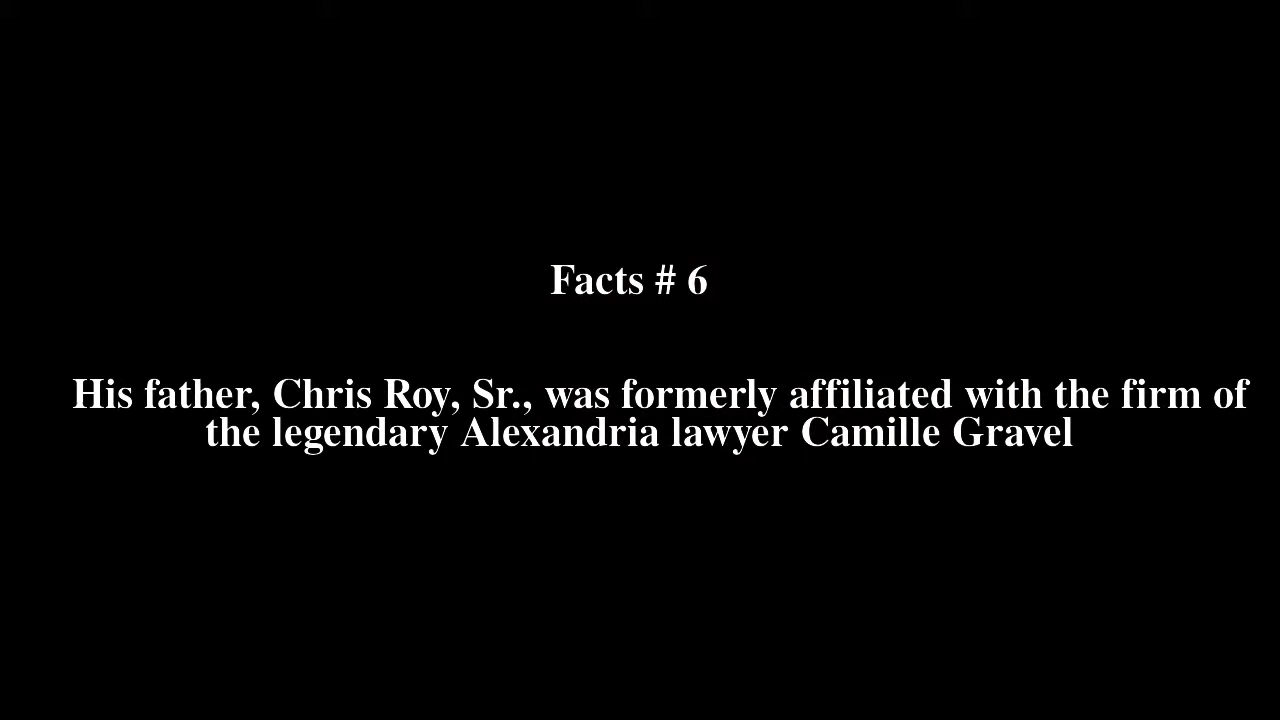 Facts # 6
His father, Chris Roy, Sr., was formerly affiliated with the firm of
the legendary Alexandria lawyer Camille Gravel